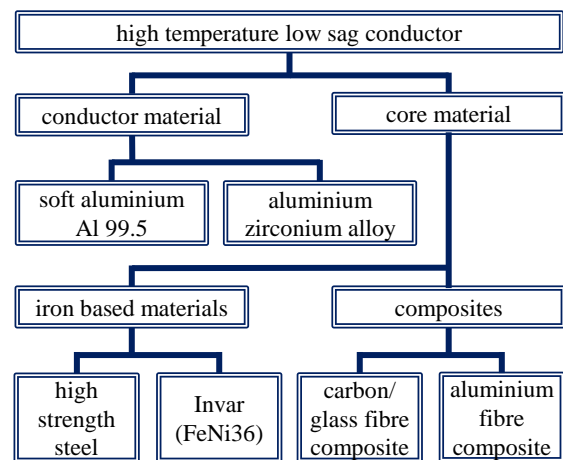 high temperature low sag conductor
conductor material
core material
soft aluminium
Al 99.5
aluminium
zirconium alloy
iron based materials
composites
high
strength
steel
Invar
(FeNi36)
carbon/
glass fibre
composite
aluminium
fibre
composite